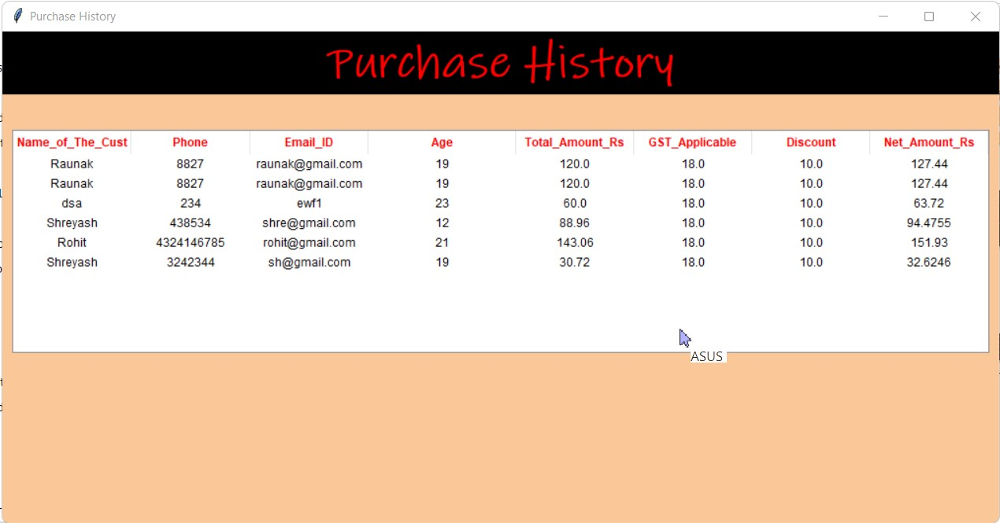 Purchase History
Purchase History
Name_of_The_Cust Phone Email_ID Age Total_Amount_Rs GST_Applicable Discount Net_Amount_Rs
Raunak 8827 raunak@gmail.com 19 120.0 18.0 10.0 127.44
Raunak 8827 raunak@gmail.com 19 120.0 18.0 10.0 127.44
dsa 234 ewf1 23 60.0 18.0 10.0 63.72
Shreyash 438534 shre@gmail.com 12 88.96 18.0 10.0 94.4755
Rohit 4324146785 rohit@gmail.com 21 143.06 18.0 10.0 151.93
Shreyash 3242344 sh@gmail.com 19 30.72 18.0 10.0 32.6246
ASUS